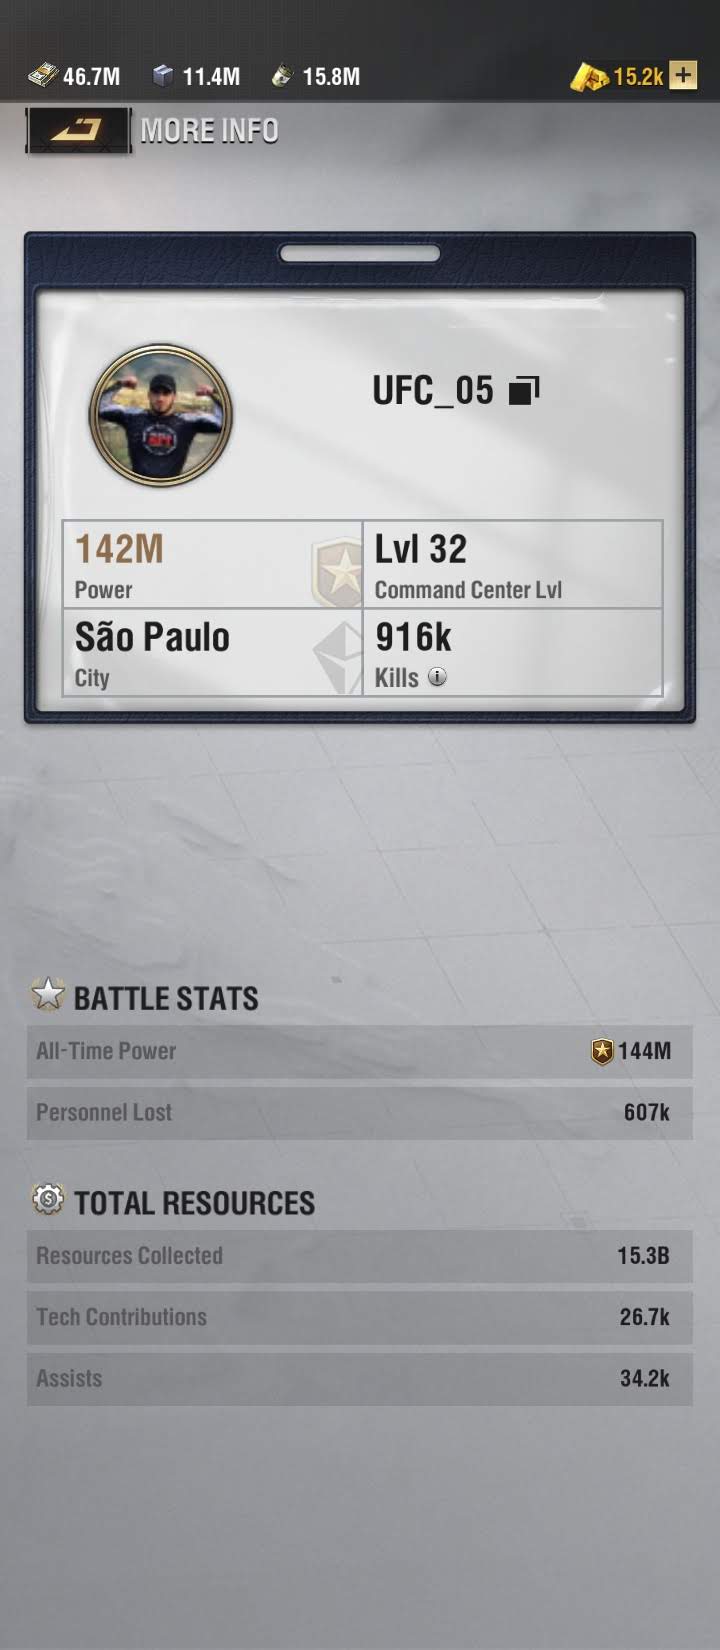 46.7M 11.4M 15.8M 15.2k +
MORE INFO
UFC_05
142M Lvl 32
Power Command Center Lvl
São Paulo 916k
City Kills i
BATTLE STATS
All-Time Power 144M
Personnel Lost 607k
TOTAL RESOURCES
Resources Collected 15.3B
Tech Contributions 26.7k
Assists 34.2k